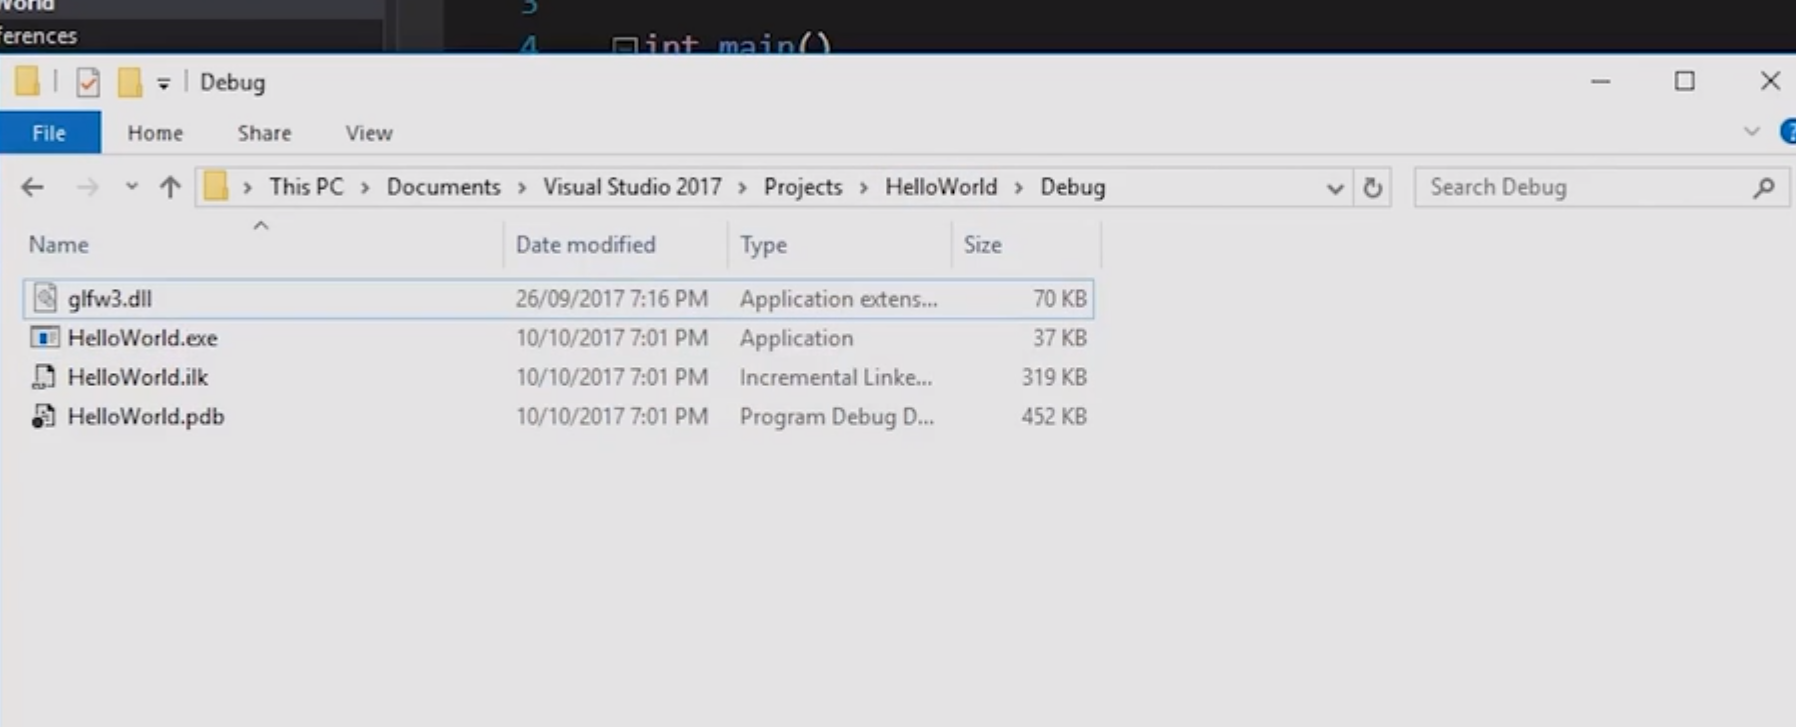 World
ferences
3
4 int main()
Debug
File Home Share View
This PC > Documents > Visual Studio 2017 > Projects > HelloWorld > Debug
Search Debug
Name Date modified Type Size
glfw3.dll 26/09/2017 7:16 PM Application extens... 70 KB
HelloWorld.exe 10/10/2017 7:01 PM Application 37 KB
HelloWorld.ilk 10/10/2017 7:01 PM Incremental Linke... 319 KB
HelloWorld.pdb 10/10/2017 7:01 PM Program Debug D... 452 KB